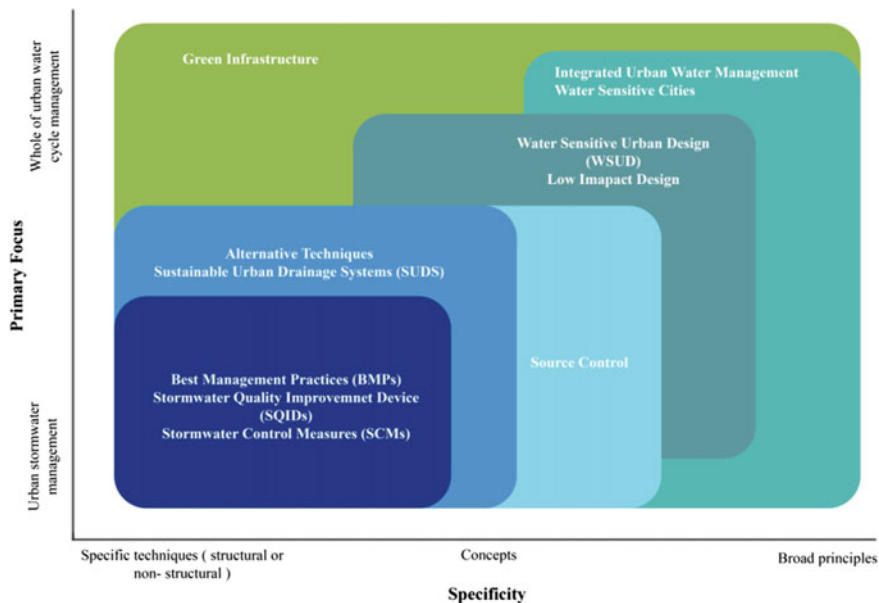 Green Infrastructure
Integrated Urban Water Management
Water Sensitive Cities
Water Sensitive Urban Design
(WSUD)
Low Imapact Design
Alternative Techniques
Sustainable Urban Drainage Systems (SUDS)
Source Control
Best Management Practices (BMPs)
Stormwater Quality Improvemnet Device
(SQIDs)
Stormwater Control Measures (SCMs)
Whole of urban water
cycle management
Primary Focus
Urban stormwater
management
Specific techniques ( structural or
non- structural )
Concepts
Broad principles
Specificity